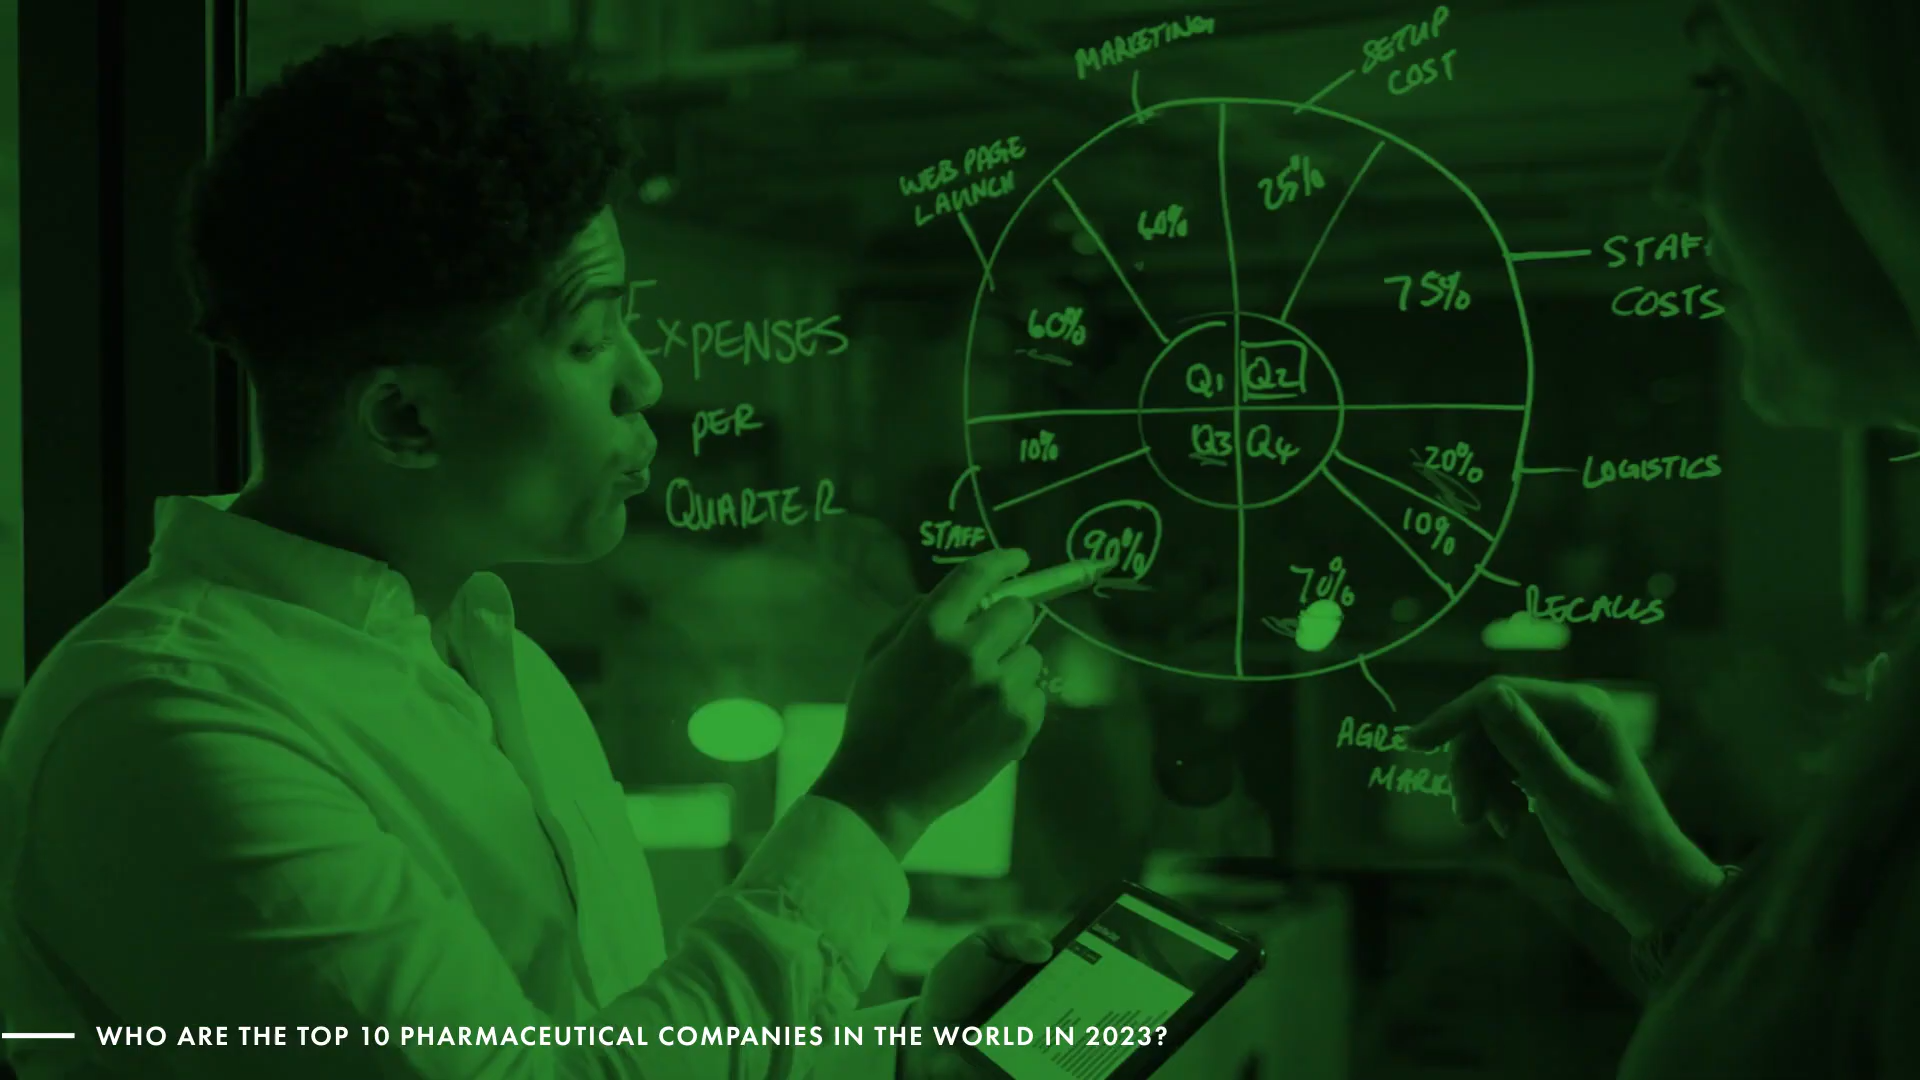 MARKETING
SETUP
COST
WEB PAGE
LAUNCH
25%
60%
75%
STAFF
COSTS
60%
EXPENSES
PER
QUARTER
Q1 Q2
Q3 Q4
10%
20%
LOGISTICS
10%
STAFF
90%
70%
RECALLS
WHO ARE THE TOP 10 PHARMACEUTICAL COMPANIES IN THE WORLD IN 2023?